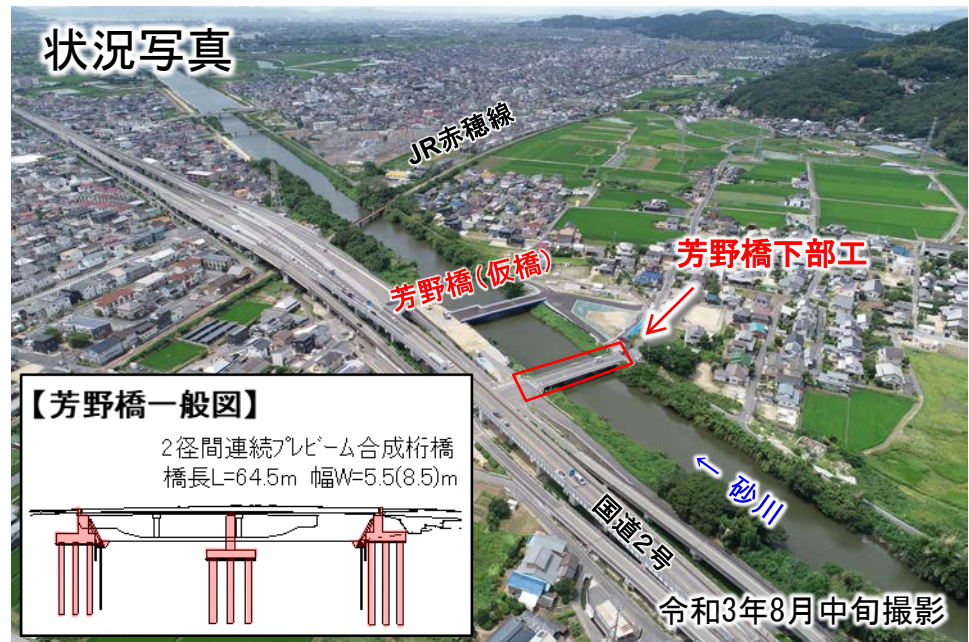 状況写真
JR赤穂線
芳野橋(仮橋)
芳野橋下部工
【芳野橋一般図】
2径間連続プレビーム合成桁橋
橋長L=64.5m 幅W=5.5(8.5)m
← 砂川
国道2号
令和3年8月中旬撮影